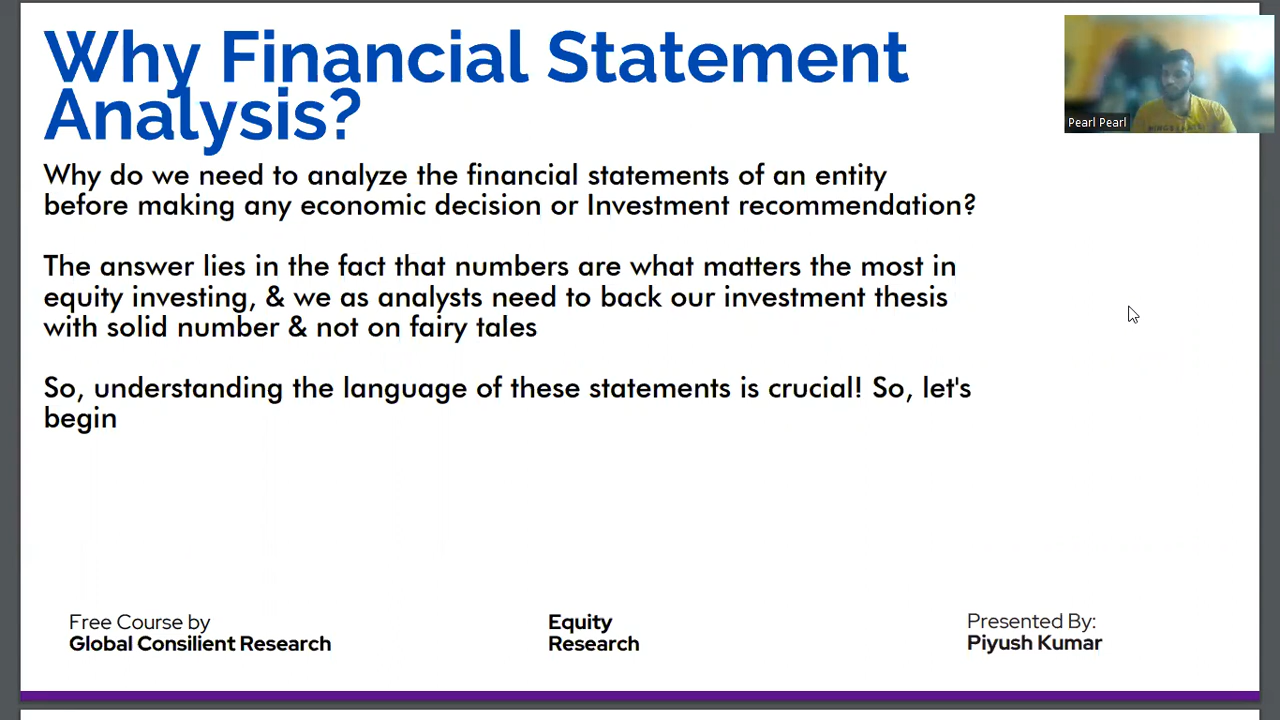 Why Financial Statement
Analysis?
Pearl Pearl
Why do we need to analyze the financial statements of an entity
before making any economic decision or Investment recommendation?
The answer lies in the fact that numbers are what matters the most in
equity investing, & we as analysts need to back our investment thesis
with solid number & not on fairy tales
So, understanding the language of these statements is crucial! So, let's
begin
Free Course by
Global Consilient Research
Equity
Research
Presented By:
Piyush Kumar